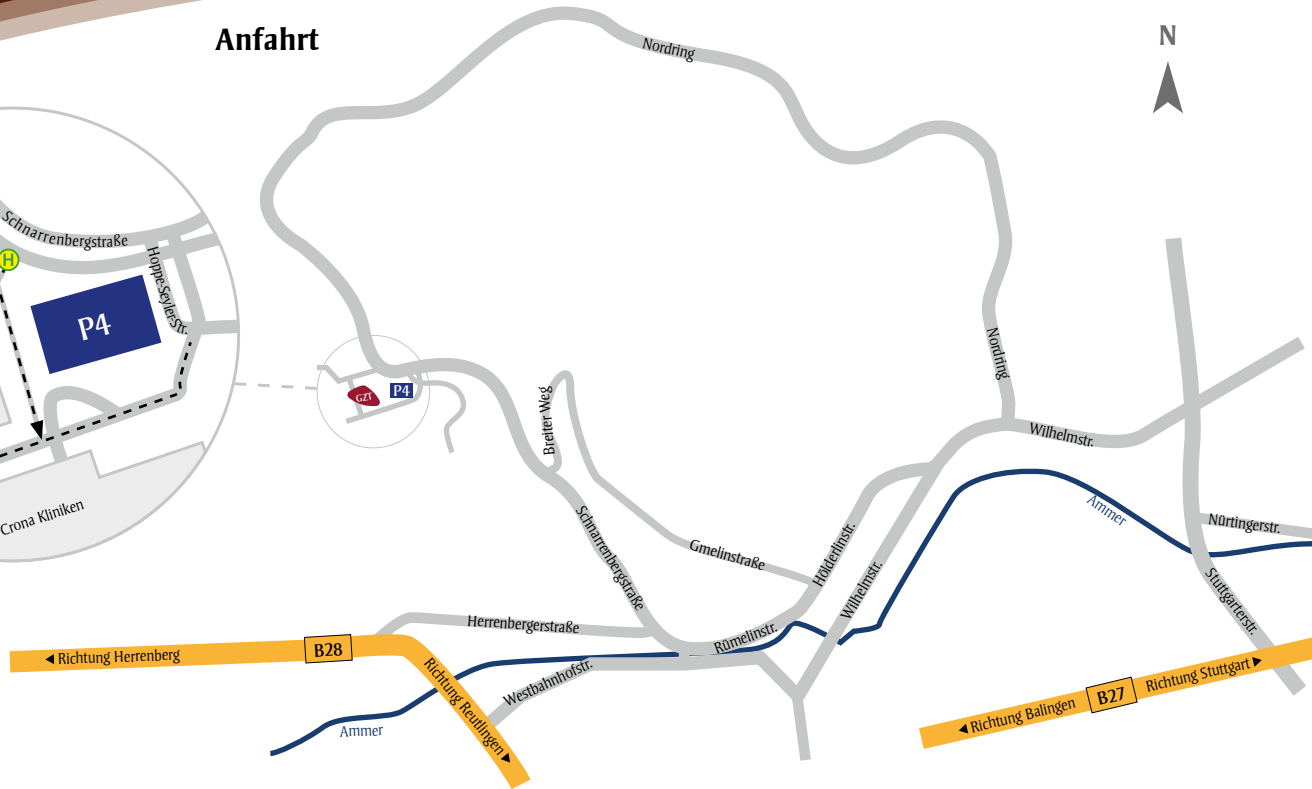 Anfahrt
Nordring
N
Schnarrenbergstraße
H
Hoppe-Seyler-Str.
P4
Crona Kliniken
GZT
P4
Breiter Weg
Nordring
Wilhelmstr.
Ammer
Nürtingerstr.
Schnarrenbergstraße
Gmelinstraße
Hölderlinstr.
Wilhelmstr.
Stuttgarterstr.
Herrenbergerstraße
Rümelinstr.
Richtung Herrenberg
B28
Richtung Reutlingen
Westbahnhofstr.
Ammer
Richtung Balingen
B27
Richtung Stuttgart